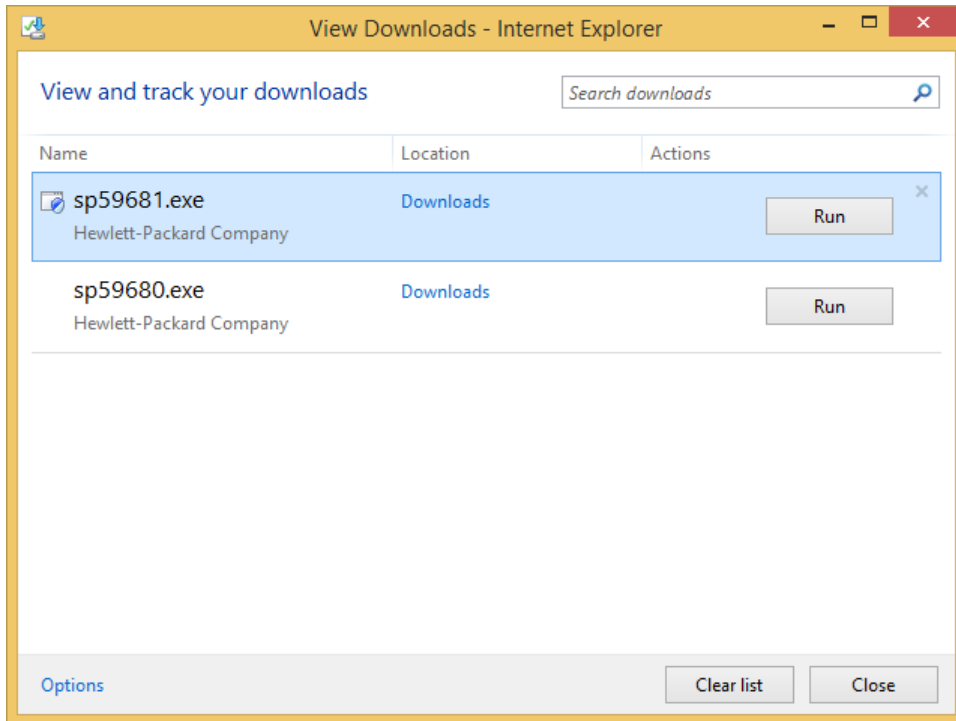 View Downloads - Internet Explorer
View and track your downloads
Search downloads
Name Location Actions
sp59681.exe Downloads Run
Hewlett-Packard Company
sp59680.exe Downloads Run
Hewlett-Packard Company
Options Clear list Close